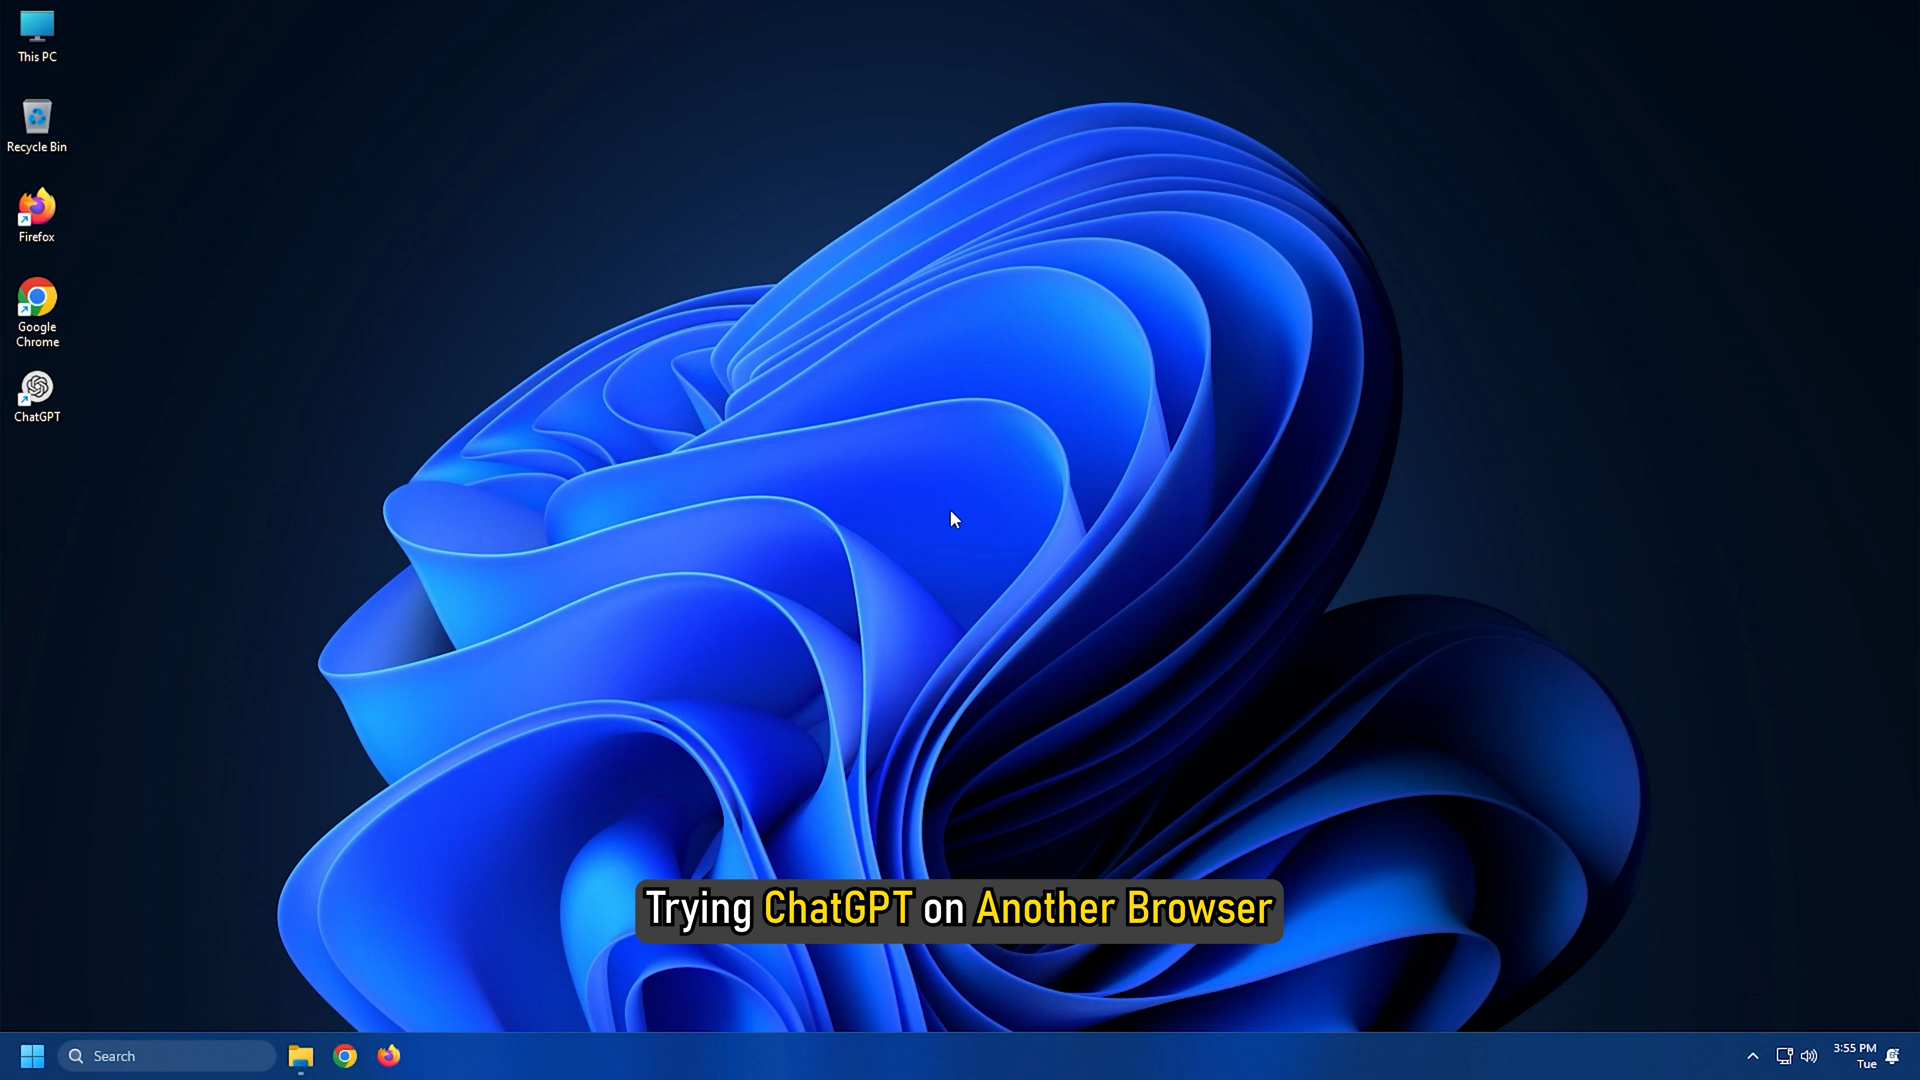 This PC
Recycle Bin
Firefox
Google
Chrome
ChatGPT
Trying ChatGPT on Another Browser
Search
3:55 PM
Tue